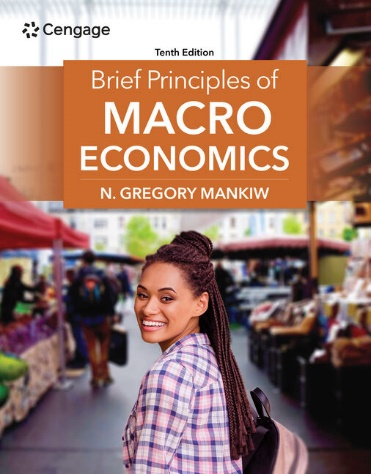 Cengage
Tenth Edition
Brief Principles of
MACRO
ECONOMICS
N. GREGORY MANKIW